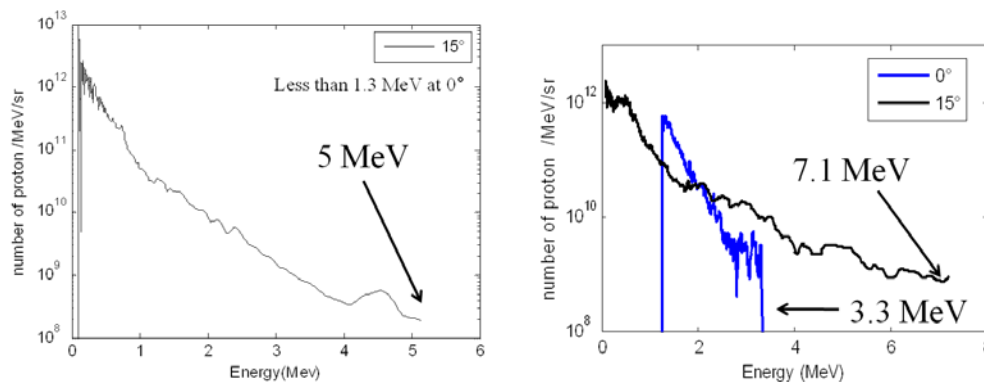 10^13
10^12
10^11
10^10
10^9
10^8
number of proton /MeV/sr
15°
Less than 1.3 MeV at 0°
5 MeV
0 1 2 3 4 5 6
Energy(Mev)
10^12
10^10
10^8
number of proton /MeV/sr
0°
15°
7.1 MeV
3.3 MeV
0 2 4 6 8
Energy (MeV)